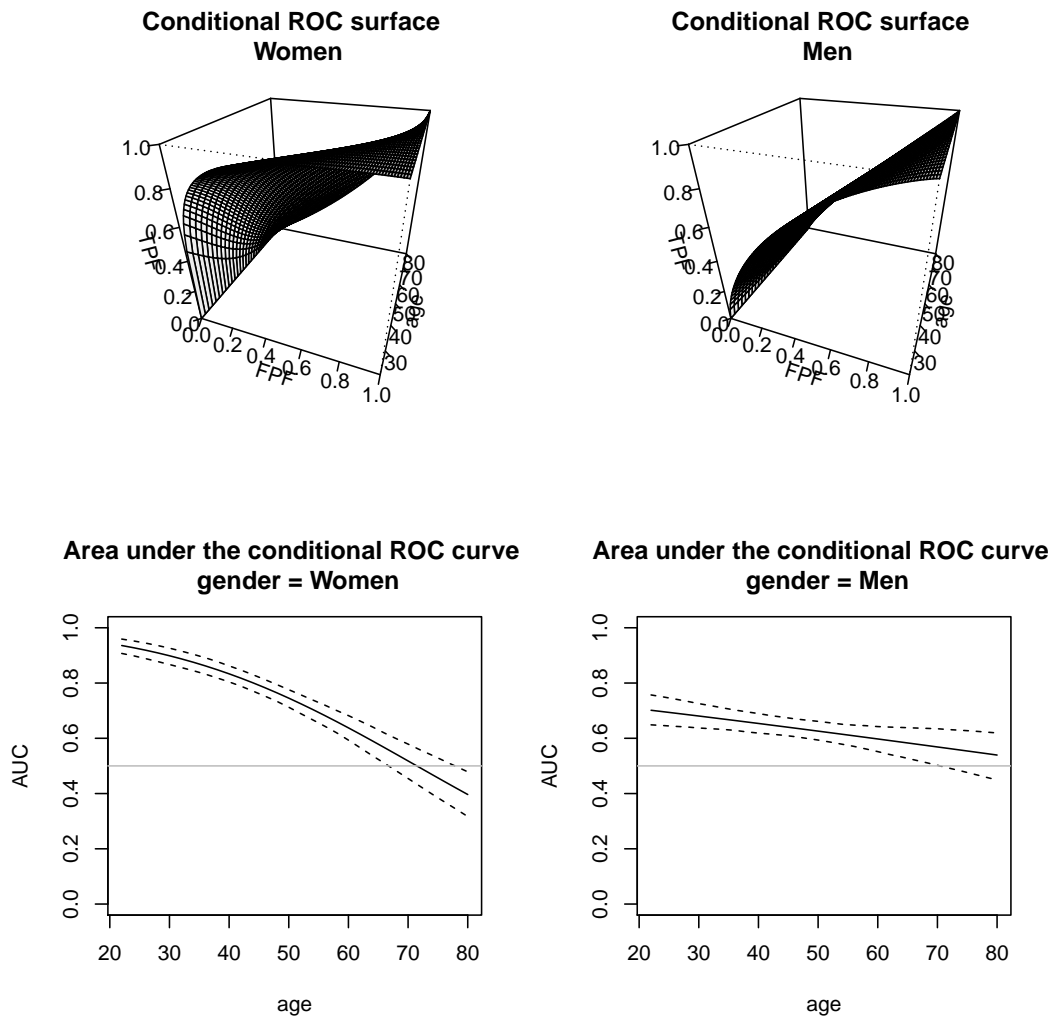 Conditional ROC surface
Women
1.0
0.8
0.6
0.4
0.2
0.0
TPF
0.0
0.2
0.4
0.6
0.8
1.0
FPF
30
40
50
60
70
80
age
Conditional ROC surface
Men
1.0
0.8
0.6
0.4
0.2
0.0
TPF
0.0
0.2
0.4
0.6
0.8
1.0
FPF
30
40
50
60
70
80
age
Area under the conditional ROC curve
gender = Women
1.0
0.8
0.6
0.4
0.2
0.0
AUC
20 30 40 50 60 70 80
age
Area under the conditional ROC curve
gender = Men
1.0
0.8
0.6
0.4
0.2
0.0
AUC
20 30 40 50 60 70 80
age